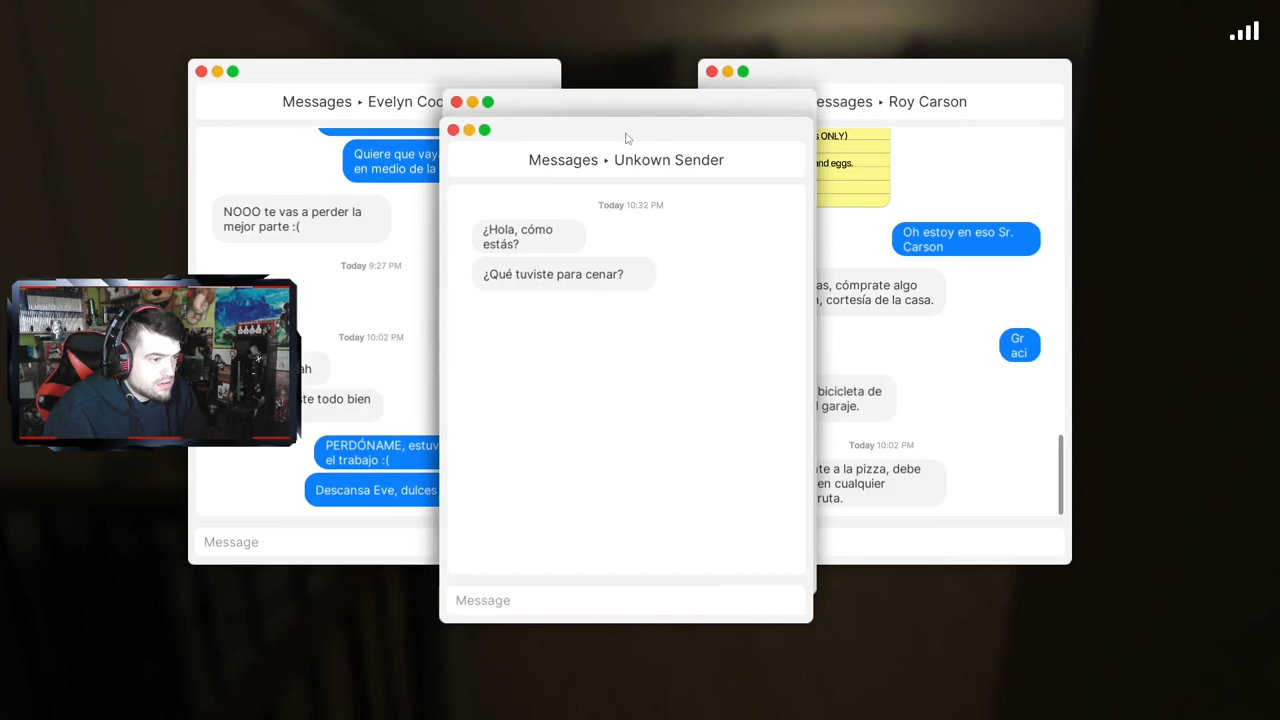 Messages ‣ Evelyn Coo
Quiere que vay
en medio de la
NOOO te vas a perder la
mejor parte :(
Today 9:27 PM
Today 10:02 PM
ah
te todo bien
PERDÓNAME, estuv
el trabajo :(
Descansa Eve, dulces
Message
Messages ‣ Unkown Sender
Today 10:32 PM
¿Hola, cómo
estás?
¿Qué tuviste para cenar?
Message
essages ‣ Roy Carson
s ONLY)
and eggs.
Oh estoy en eso Sr.
Carson
as, cómprate algo
n, cortesía de la casa.
Gr
aci
bicicleta de
l garaje.
Today 10:02 PM
te a la pizza, debe
en cualquier
ruta.